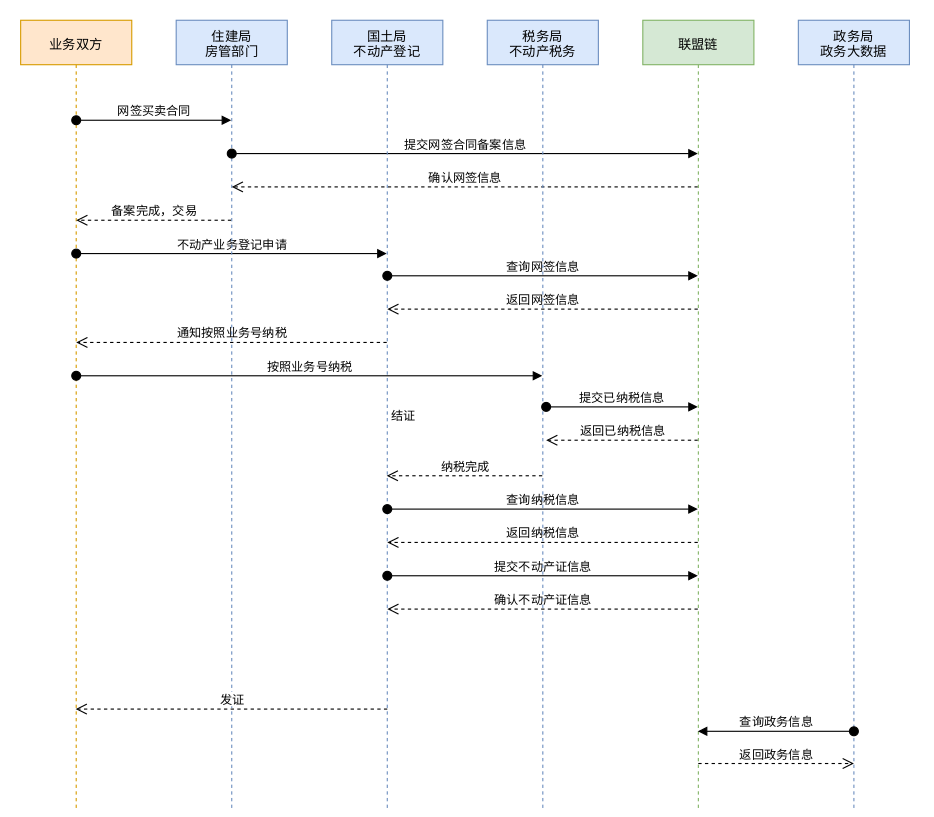 业务双方
住建局
房管部门
国土局
不动产登记
税务局
不动产税务
联盟链
政务局
政务大数据
网签买卖合同
提交网签合同备案信息
确认网签信息
备案完成，交易
不动产业务登记申请
查询网签信息
返回网签信息
通知按照业务号纳税
按照业务号纳税
提交已纳税信息
结证
返回已纳税信息
纳税完成
查询纳税信息
返回纳税信息
提交不动产证信息
确认不动产证信息
发证
查询政务信息
返回政务信息